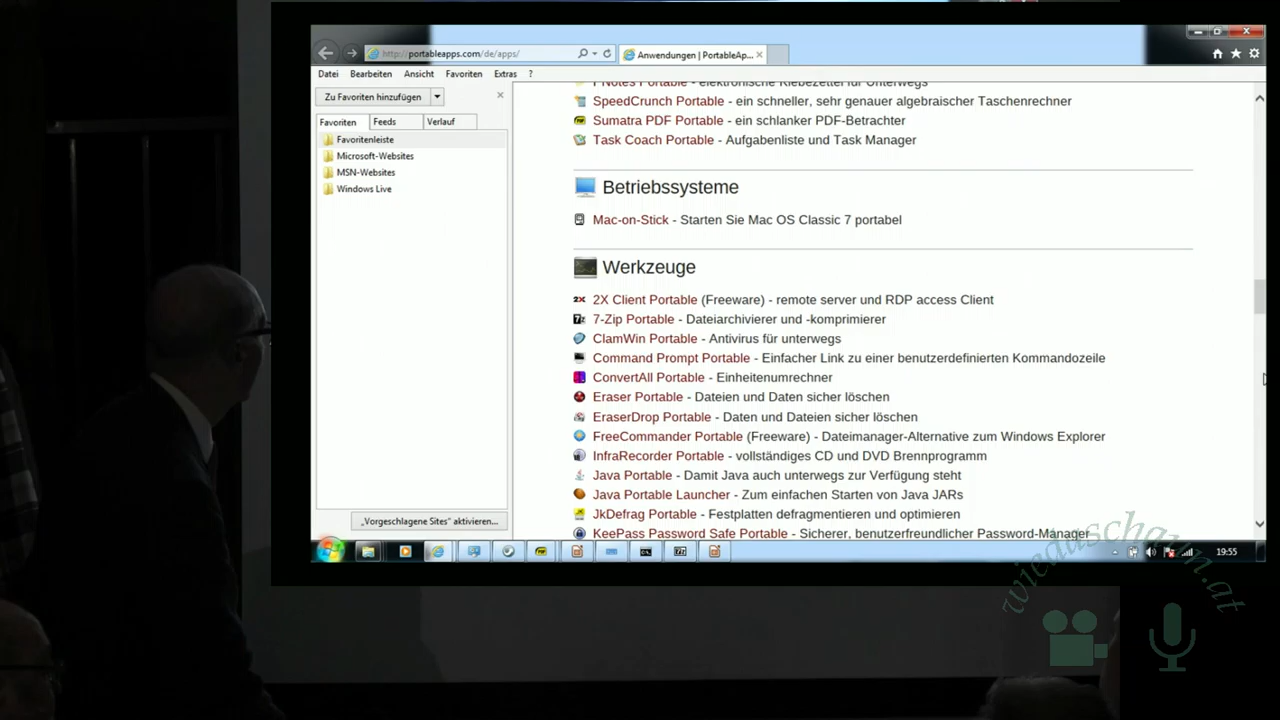 http://portableapps.com/de/apps/
Anwendungen | PortableAp...
Datei Bearbeiten Ansicht Favoriten Extras ?
Zu Favoriten hinzufügen
Favoriten Feeds Verlauf
Favoritenleiste
Microsoft-Websites
MSN-Websites
Windows Live
„Vorgeschlagene Sites" aktivieren...
PNotes Portable - elektronische Klebezettel für Unterwegs
SpeedCrunch Portable - ein schneller, sehr genauer algebraischer Taschenrechner
Sumatra PDF Portable - ein schlanker PDF-Betrachter
Task Coach Portable - Aufgabenliste und Task Manager
Betriebssysteme
Mac-on-Stick - Starten Sie Mac OS Classic 7 portabel
Werkzeuge
2X Client Portable (Freeware) - remote server und RDP access Client
7-Zip Portable - Dateiarchivierer und -komprimierer
ClamWin Portable - Antivirus für unterwegs
Command Prompt Portable - Einfacher Link zu einer benutzerdefinierten Kommandozeile
ConvertAll Portable - Einheitenumrechner
Eraser Portable - Dateien und Daten sicher löschen
EraserDrop Portable - Daten und Dateien sicher löschen
FreeCommander Portable (Freeware) - Dateimanager-Alternative zum Windows Explorer
InfraRecorder Portable - vollständiges CD und DVD Brennprogramm
Java Portable - Damit Java auch unterwegs zur Verfügung steht
Java Portable Launcher - Zum einfachen Starten von Java JARs
JkDefrag Portable - Festplatten defragmentieren und optimieren
KeePass Password Safe Portable - Sicherer, benutzerfreundlicher Password-Manager
19:55
wiedaschaun.at